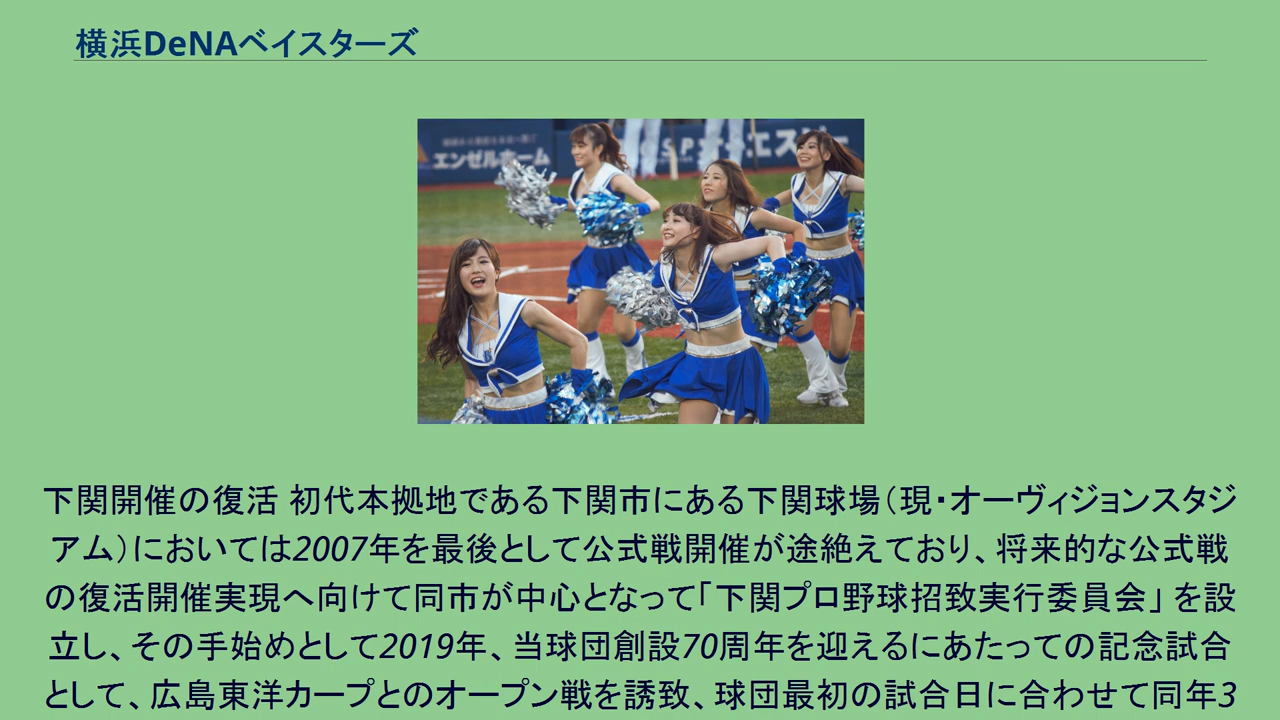 横浜DeNAベイスターズ
エンゼルホーム
下関開催の復活 初代本拠地である下関市にある下関球場（現・オーヴィジョンスタジ
アム）においては2007年を最後として公式戦開催が途絶えており、将来的な公式戦
の復活開催実現へ向けて同市が中心となって「下関プロ野球招致実行委員会」を設
立し、その手始めとして2019年、当球団創設70周年を迎えるにあたっての記念試合
として、広島東洋カープとのオープン戦を誘致、球団最初の試合日に合わせて同年3